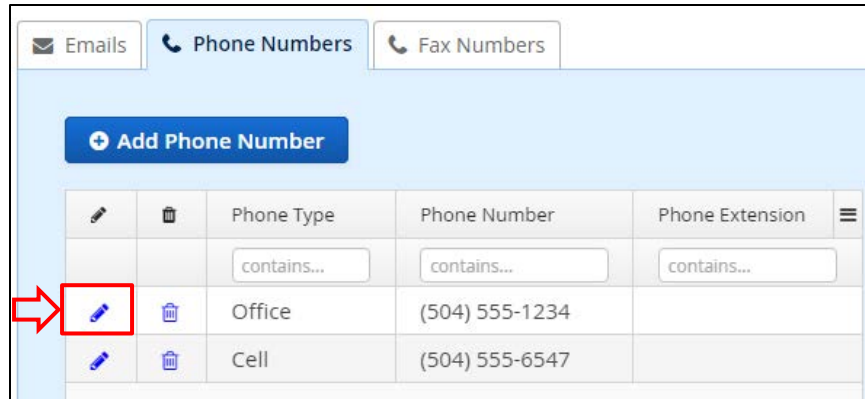 Emails Phone Numbers Fax Numbers
Add Phone Number
Phone Type Phone Number Phone Extension
contains... contains... contains...
Office (504) 555-1234
Cell (504) 555-6547